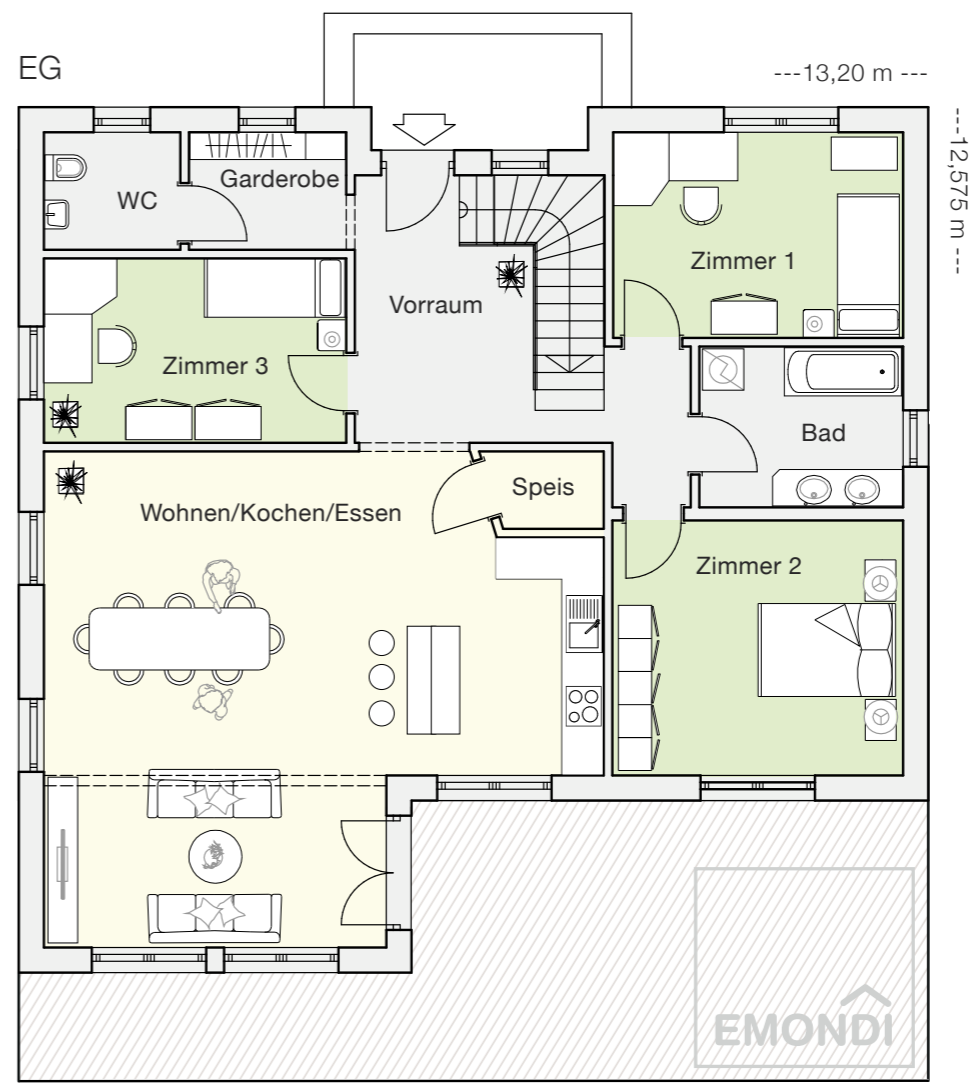 EG
---13,20 m ---
---12,575 m ---
WC
Garderobe
Zimmer 1
Vorraum
Zimmer 3
Bad
Speis
Wohnen/Kochen/Essen
Zimmer 2
EMONDI